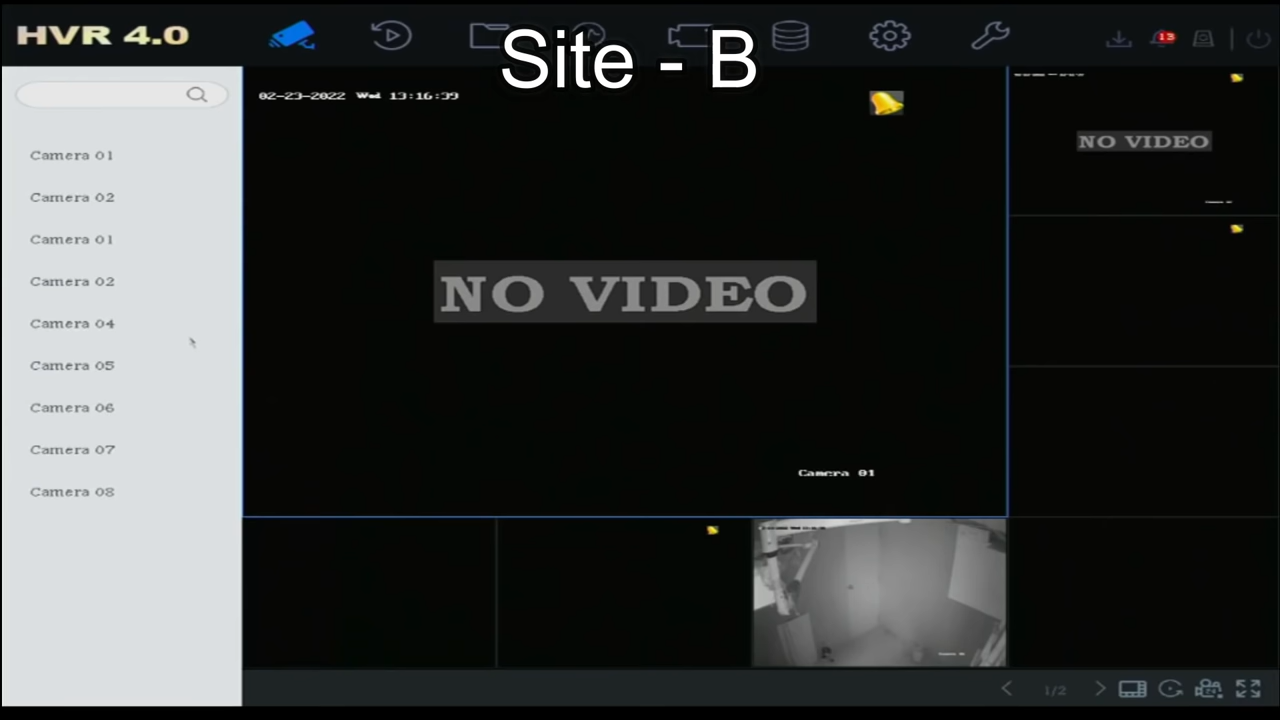 HVR 4.0
Site - B
13
02-23-2022 Wed 13:16:39
NO VIDEO
Camera 01
Camera 02
Camera 01
Camera 02
Camera 04
Camera 05
Camera 06
Camera 07
Camera 08
NO VIDEO
Camera 01
1/2